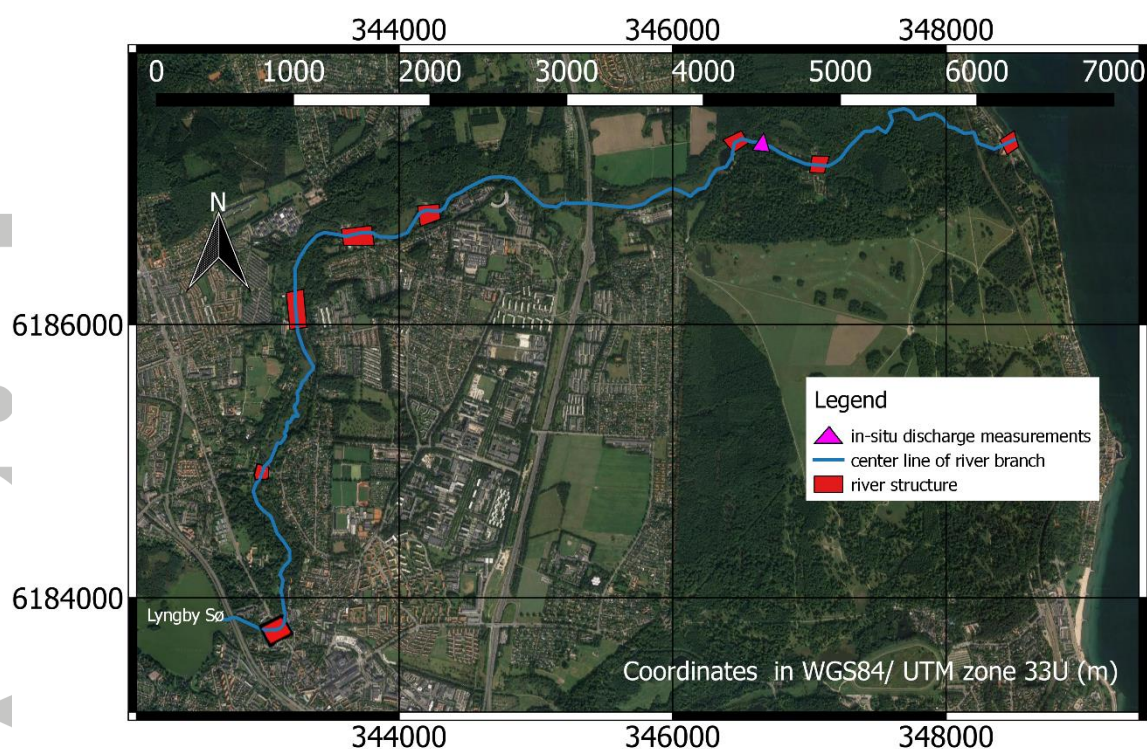 344000 346000 348000
0 1000 2000 3000 4000 5000 6000 7000
N
6186000
Legend
in-situ discharge measurements
center line of river branch
river structure
6184000
Lyngby Sø
Coordinates in WGS84/ UTM zone 33U (m)
344000 346000 348000